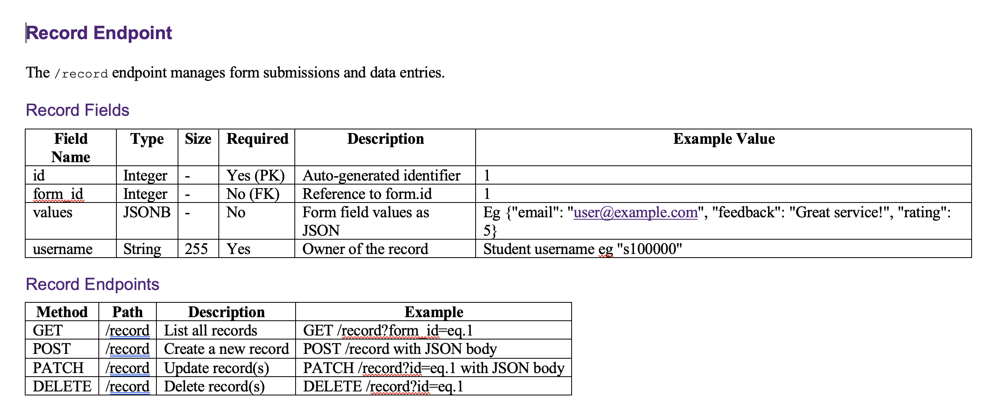 Record Endpoint
The /record endpoint manages form submissions and data entries.
Record Fields
Field Name Type Size Required Description Example Value
id Integer - Yes (PK) Auto-generated identifier 1
form_id Integer - No (FK) Reference to form.id 1
values JSONB - No Form field values as JSON Eg {"email": "user@example.com", "feedback": "Great service!", "rating": 5}
username String 255 Yes Owner of the record Student username eg "s100000"
Record Endpoints
Method Path Description Example
GET /record List all records GET /record?form_id=eq.1
POST /record Create a new record POST /record with JSON body
PATCH /record Update record(s) PATCH /record?id=eq.1 with JSON body
DELETE /record Delete record(s) DELETE /record?id=eq.1